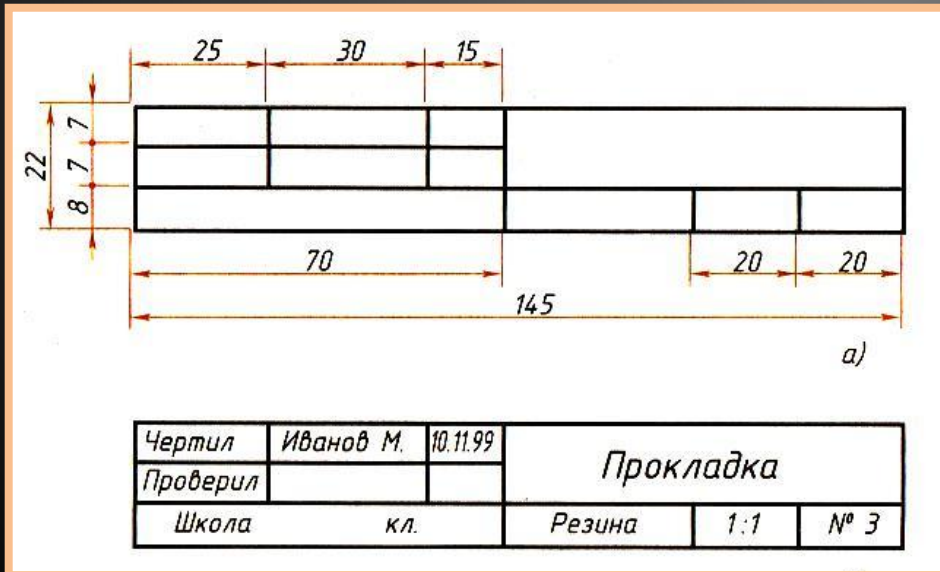 25 30 15
7
22 7
8
70 20 20
145
а)
Чертил Иванов М. 10.11.99 Прокладка
Проверил
Школа кл. Резина 1:1 № 3